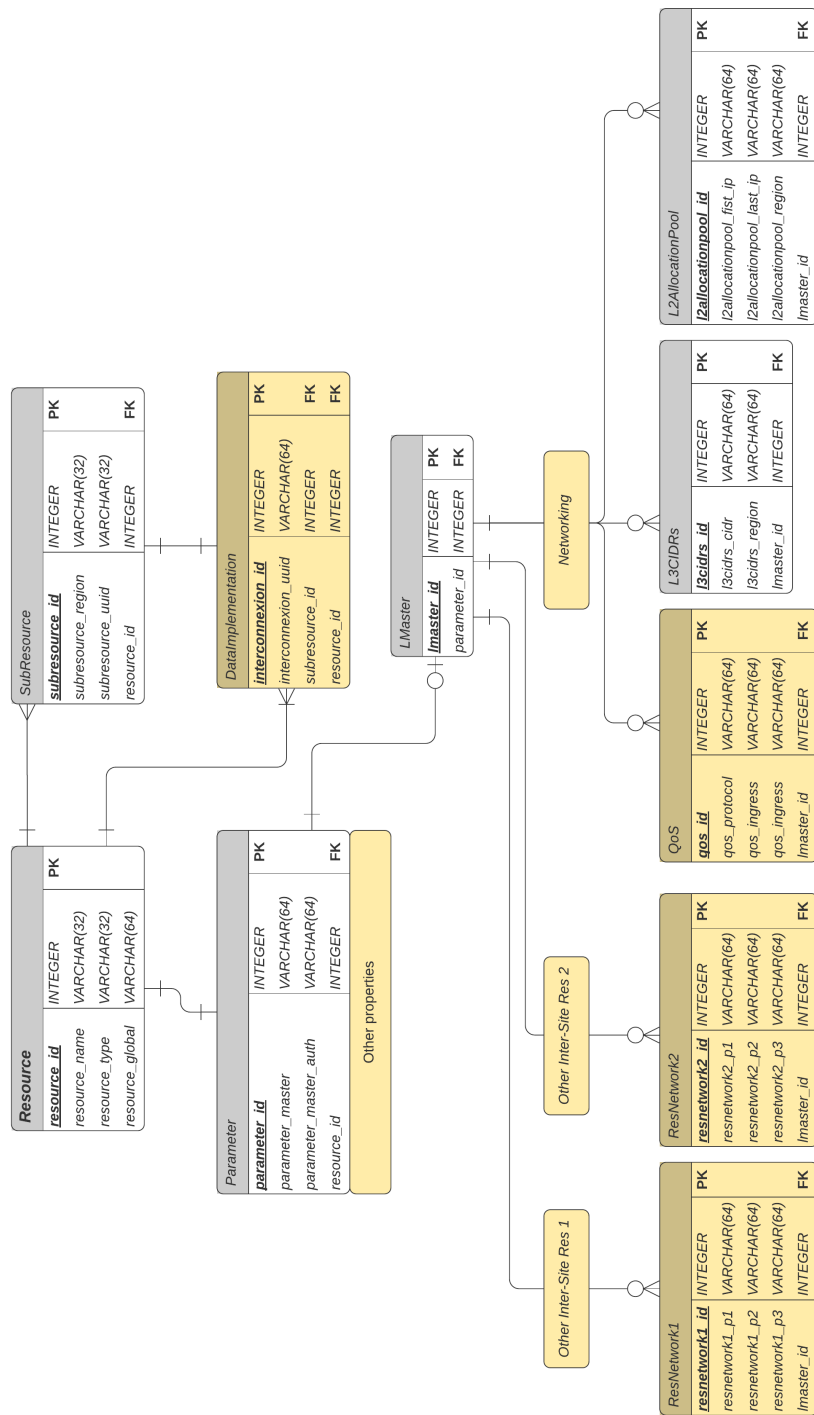 Resource
resource_id INTEGER PK
resource_name VARCHAR(32)
resource_type VARCHAR(32)
resource_global VARCHAR(64)
SubResource
subresource_id INTEGER PK
subresource_region VARCHAR(32)
subresource_uuid VARCHAR(32)
resource_id INTEGER FK
Parameter
parameter_id INTEGER PK
parameter_master VARCHAR(64)
parameter_master_auth VARCHAR(64)
resource_id INTEGER FK
Other properties
DataImplementation
interconnexion_id INTEGER PK
interconnexion_uuid VARCHAR(64)
subresource_id INTEGER FK
resource_id INTEGER FK
LMaster
lmaster_id INTEGER PK
parameter_id INTEGER FK
Other Inter-Site Res 1
Other Inter-Site Res 2
Networking
ResNetwork1
resnetwork1_id INTEGER PK
resnetwork1_p1 VARCHAR(64)
resnetwork1_p2 VARCHAR(64)
resnetwork1_p3 VARCHAR(64)
lmaster_id INTEGER FK
ResNetwork2
resnetwork2_id INTEGER PK
resnetwork2_p1 VARCHAR(64)
resnetwork2_p2 VARCHAR(64)
resnetwork2_p3 VARCHAR(64)
lmaster_id INTEGER FK
QoS
qos_id INTEGER PK
qos_protocol VARCHAR(64)
qos_ingress VARCHAR(64)
qos_ingress VARCHAR(64)
lmaster_id INTEGER FK
L3CIDRs
l3cidrs_id INTEGER PK
l3cidrs_cidr VARCHAR(64)
l3cidrs_region VARCHAR(64)
lmaster_id INTEGER FK
L2AllocationPool
l2allocationpool_id INTEGER PK
l2allocationpool_fist_ip VARCHAR(64)
l2allocationpool_last_ip VARCHAR(64)
l2allocationpool_region VARCHAR(64)
lmaster_id INTEGER FK